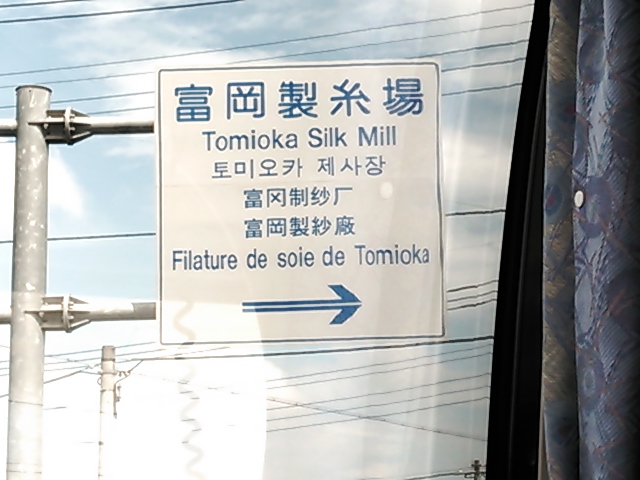 富岡製糸場
Tomioka Silk Mill
토미오카 제사장
富冈制纱厂
富岡製紗廠
Filature de soie de Tomioka